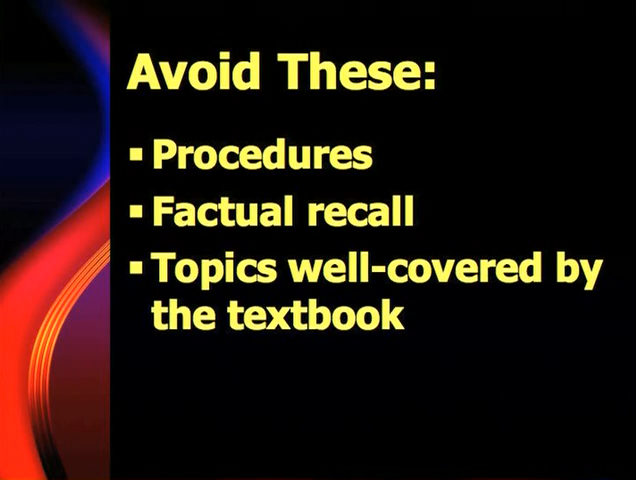 Avoid These:
▪ Procedures
▪ Factual recall
▪ Topics well-covered by
the textbook